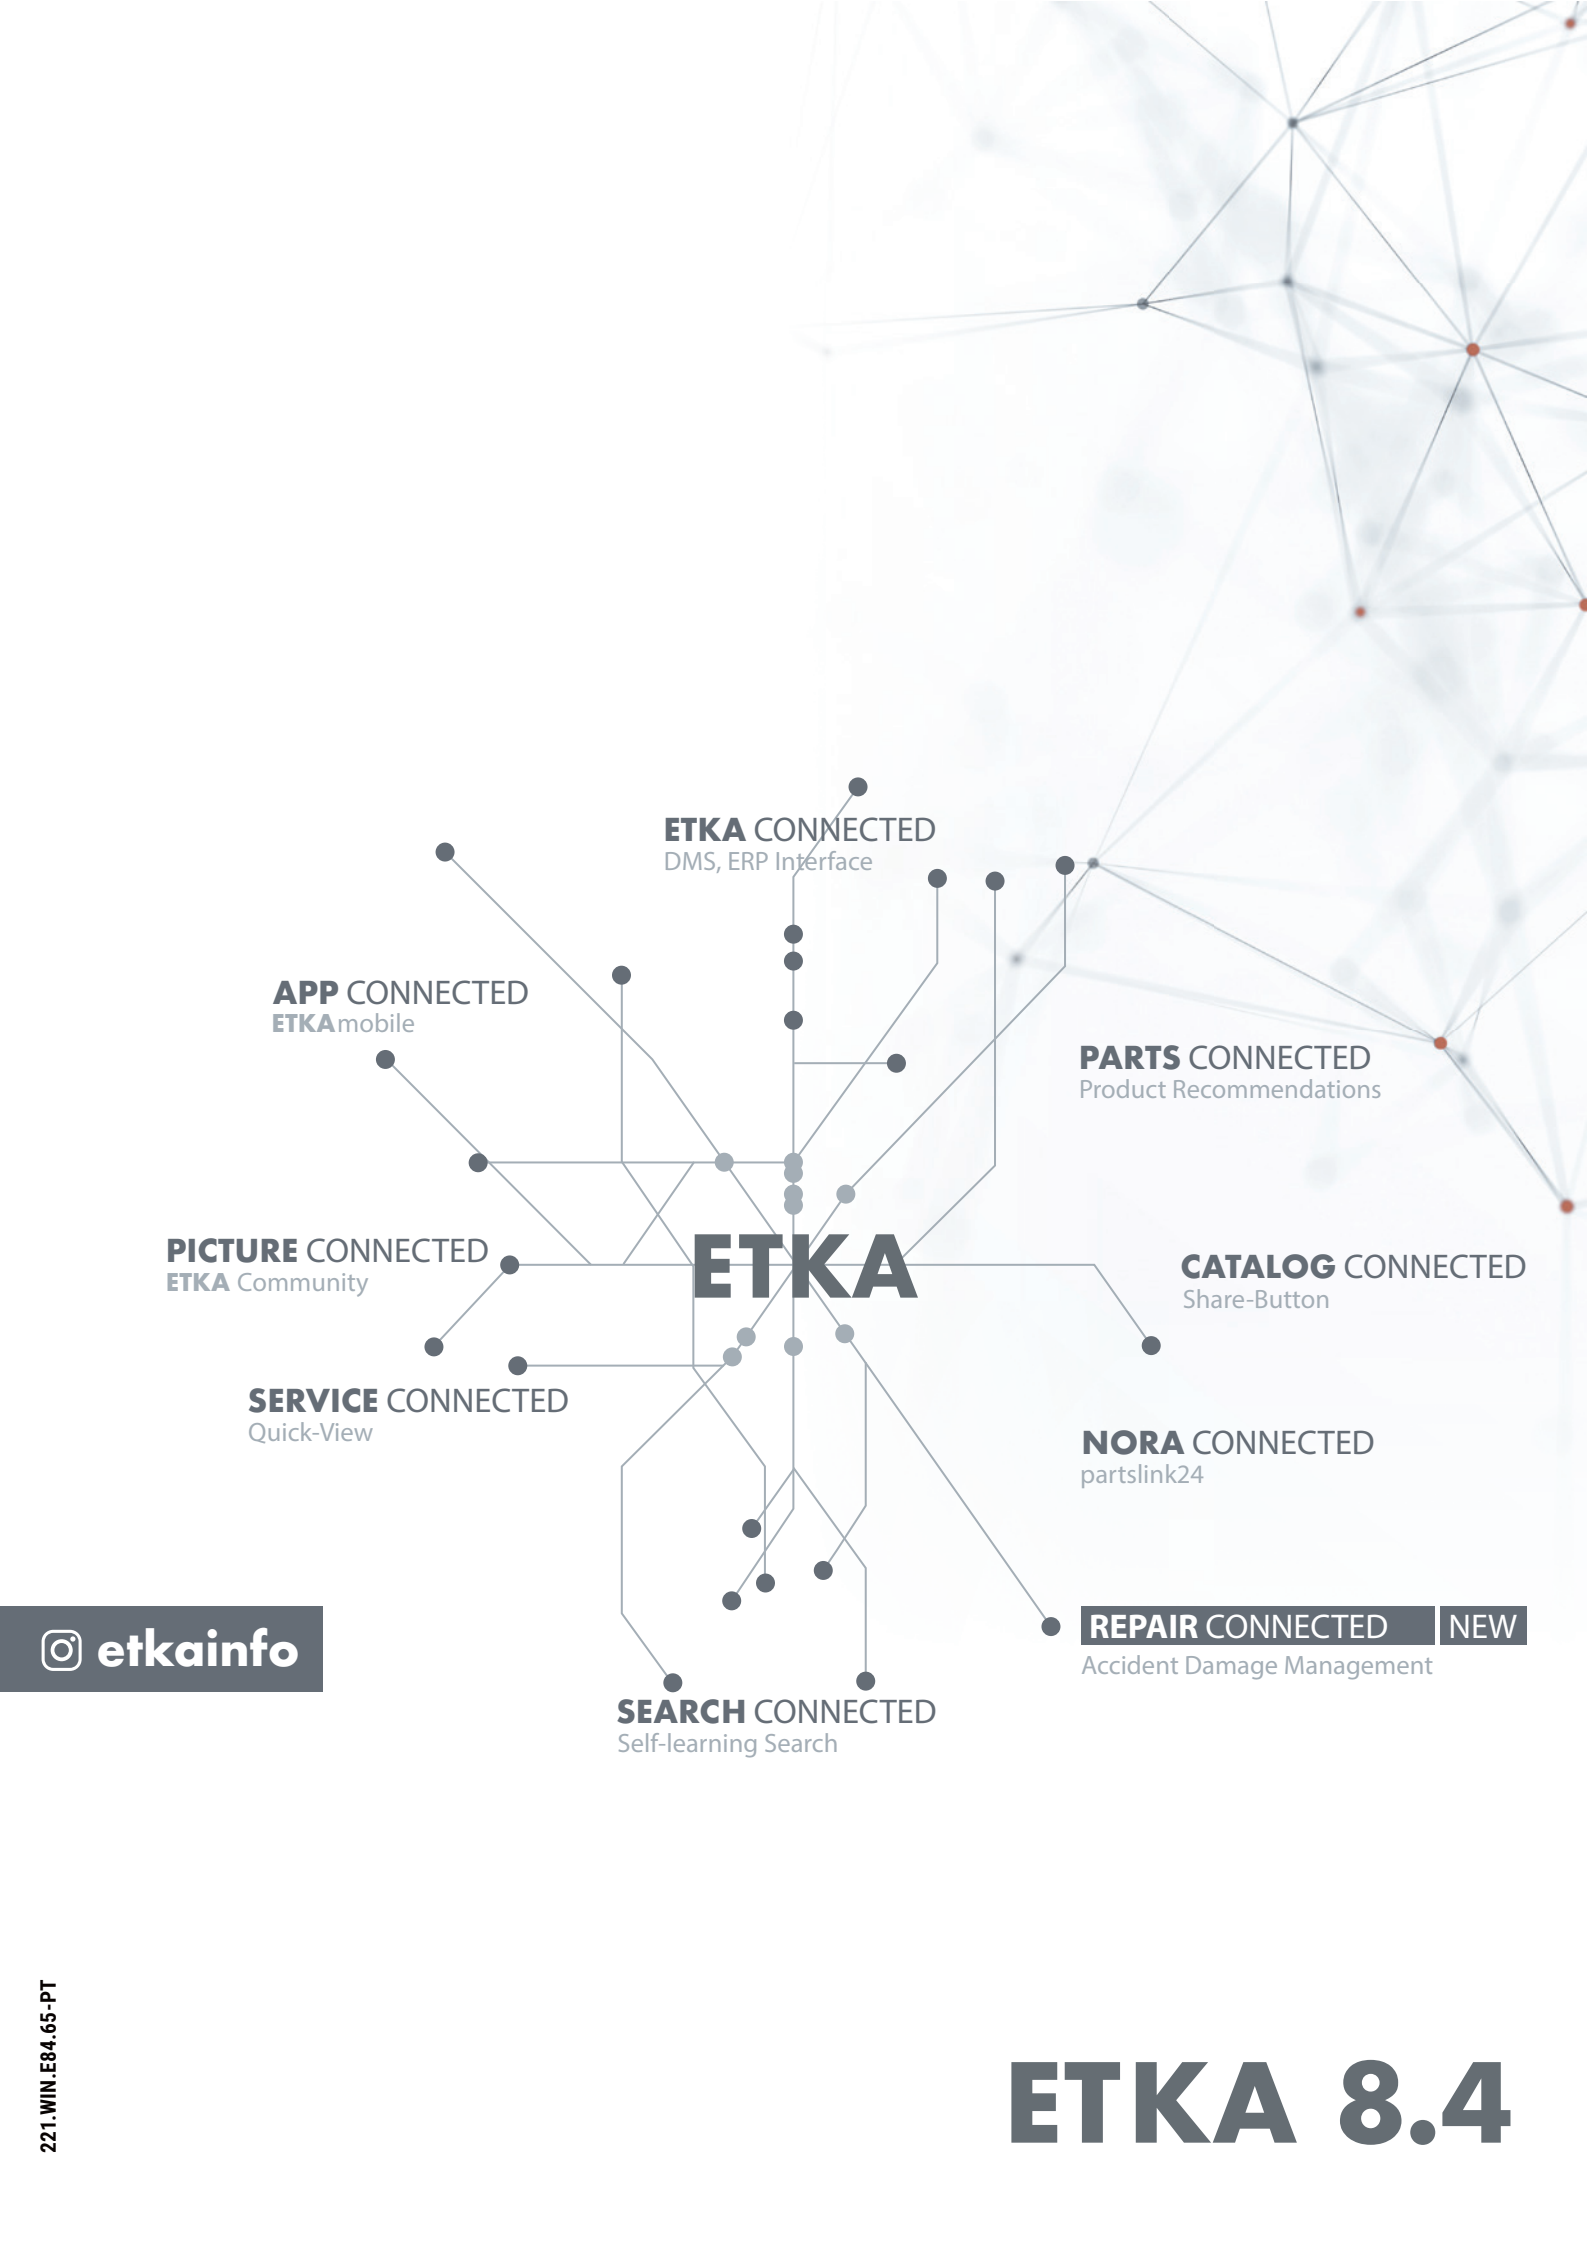 ETKA CONNECTED
DMS, ERP Interface
APP CONNECTED
ETKAmobile
PARTS CONNECTED
Product Recommendations
PICTURE CONNECTED
ETKA Community
ETKA
CATALOG CONNECTED
Share-Button
SERVICE CONNECTED
Quick-View
NORA CONNECTED
partslink24
etkainfo
REPAIR CONNECTED NEW
Accident Damage Management
SEARCH CONNECTED
Self-learning Search
221.WIN.E84.65-PT
ETKA 8.4